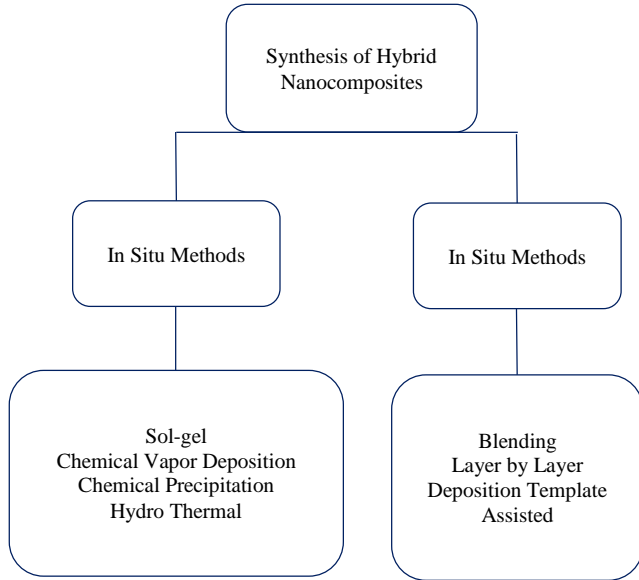 Synthesis of Hybrid
Nanocomposites
In Situ Methods
In Situ Methods
Sol-gel
Chemical Vapor Deposition
Chemical Precipitation
Hydro Thermal
Blending
Layer by Layer
Deposition Template
Assisted